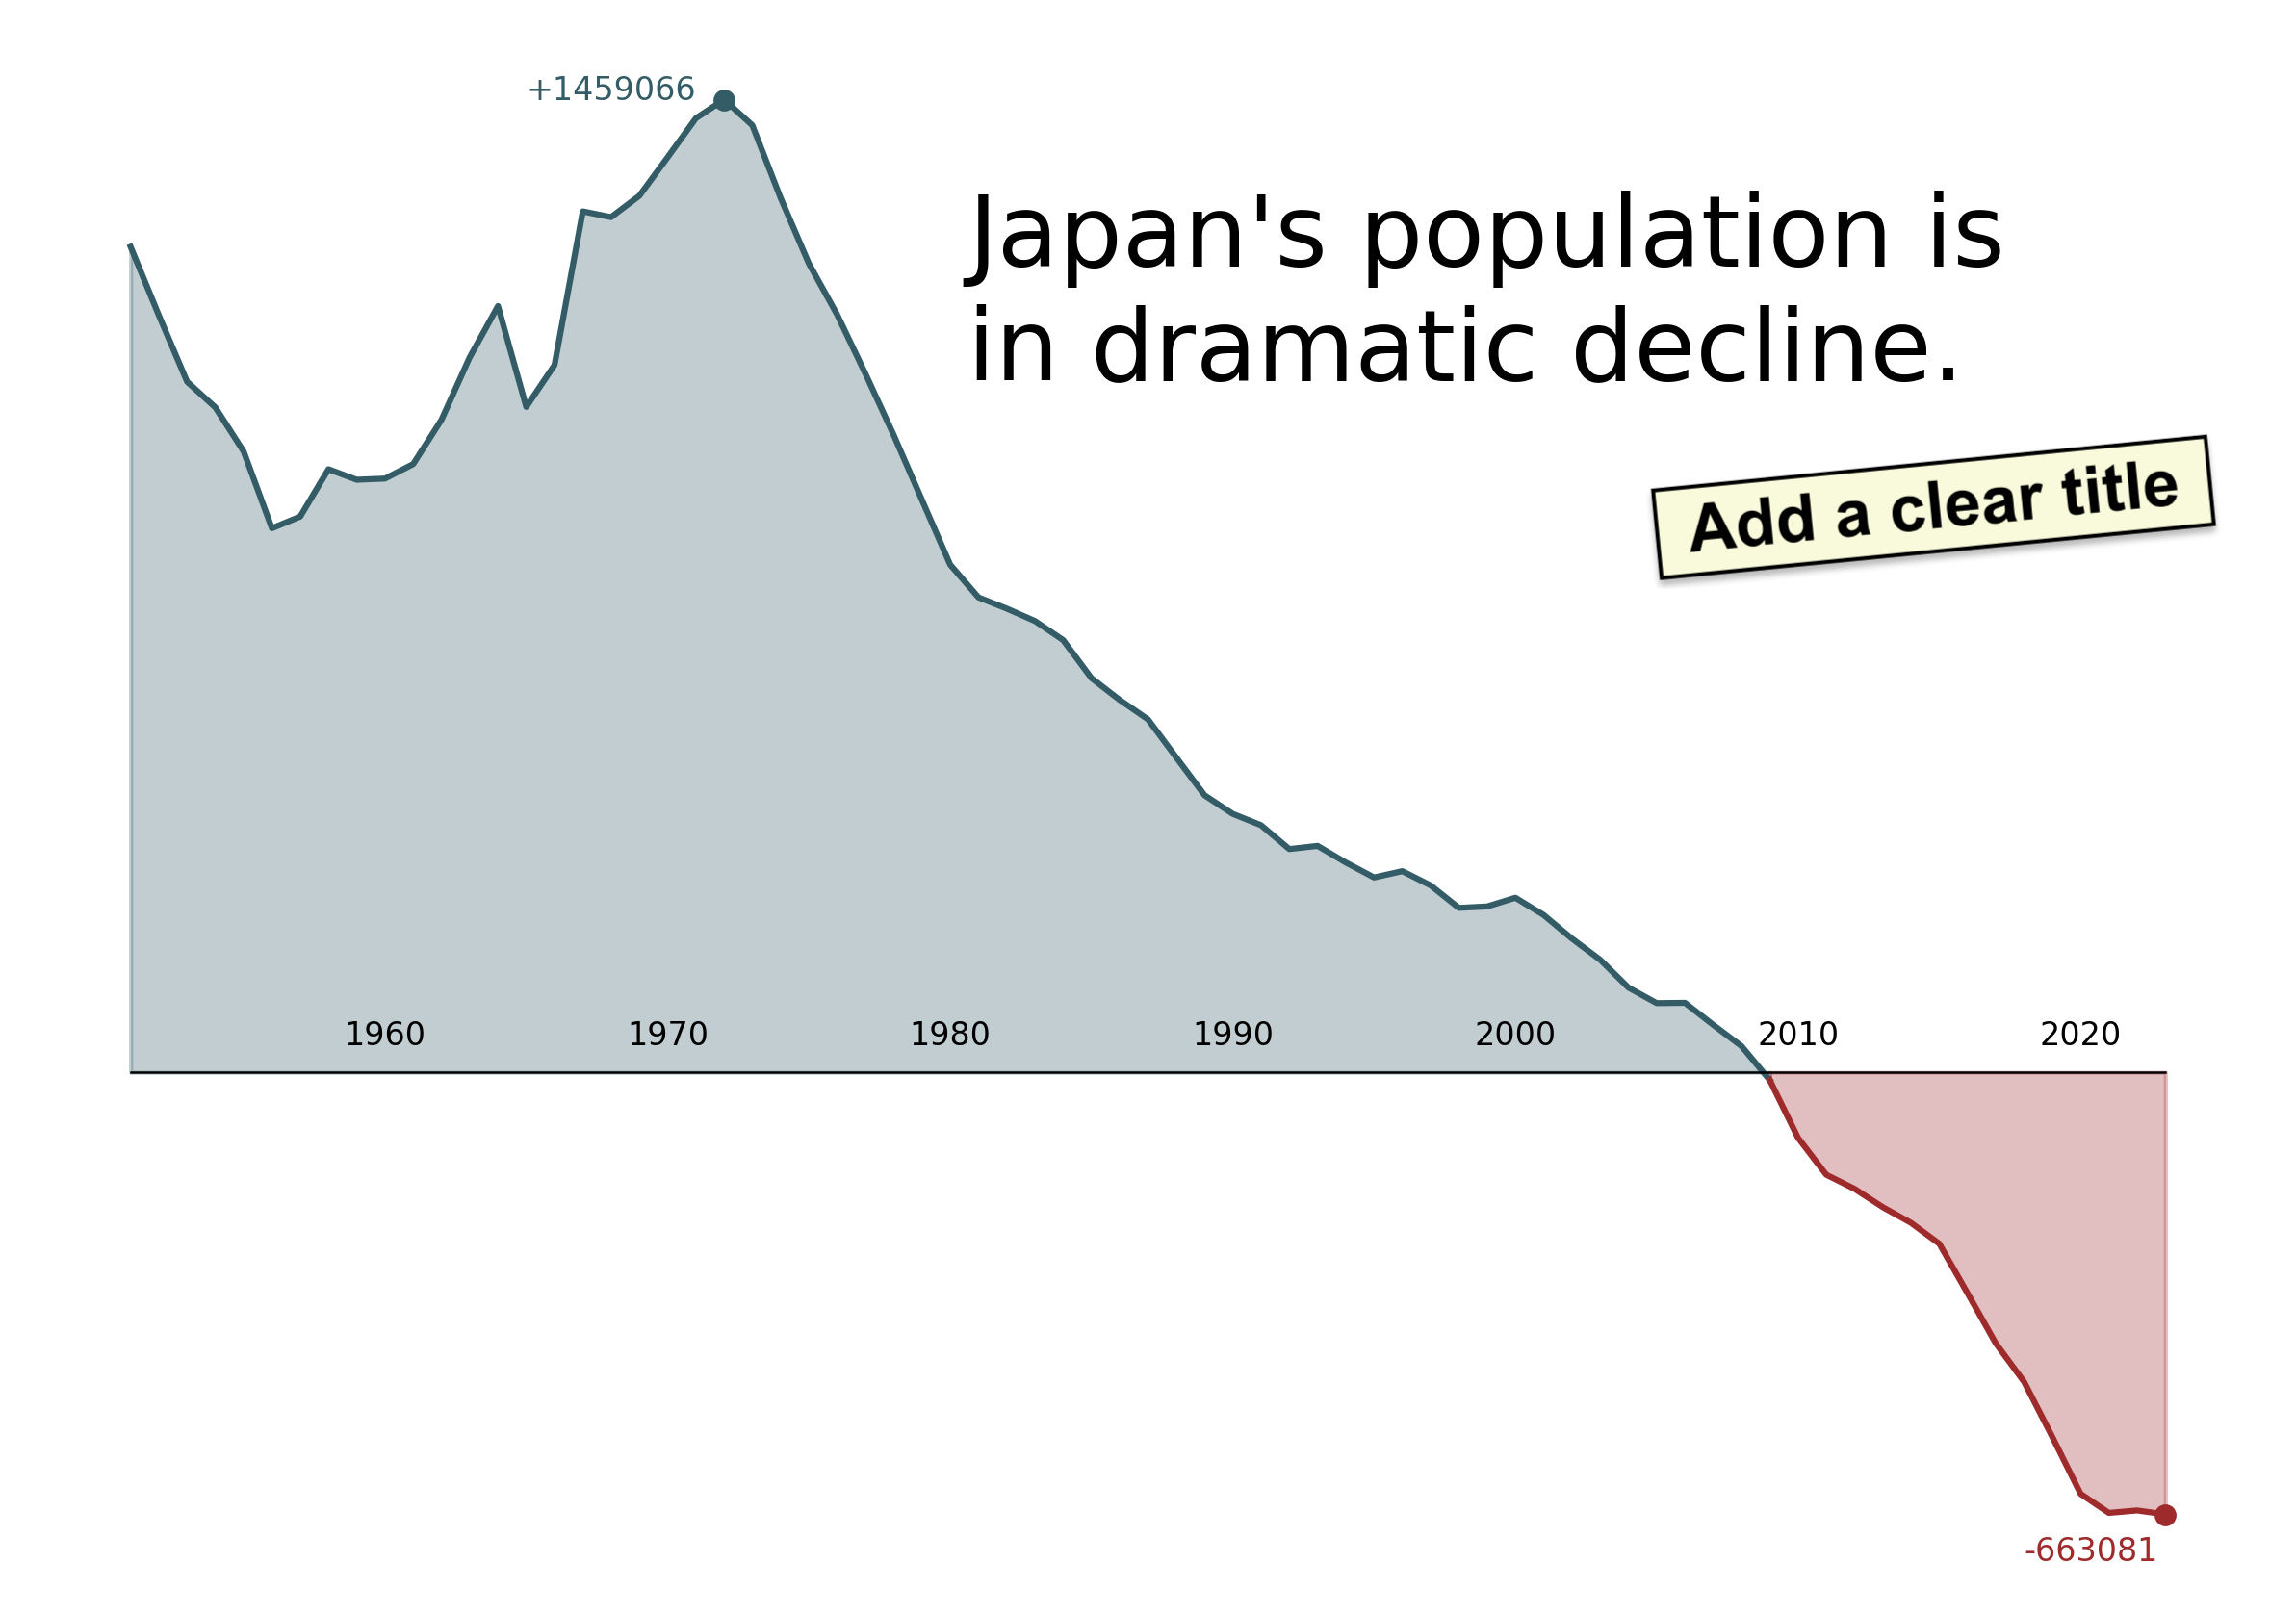 +1459066
Japan's population is
in dramatic decline.
Add a clear title
1960 1970 1980 1990 2000 2010 2020
-663081